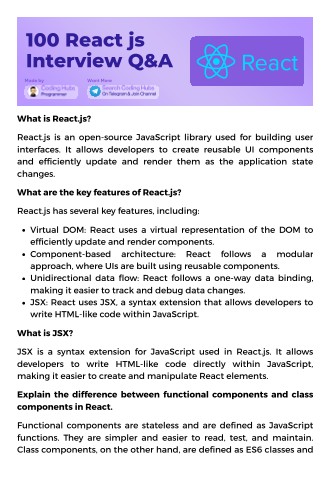 100 React js
Interview Q&A
React
Made by
Want More
Coding Hubs
Programmer
Search Coding Hubs
On Telegram & Join Channel
What is React.js?
React.js is an open-source JavaScript library used for building user
interfaces. It allows developers to create reusable UI components
and efficiently update and render them as the application state
changes.
What are the key features of React.js?
React.js has several key features, including:
• Virtual DOM: React uses a virtual representation of the DOM to
efficiently update and render components.
• Component-based architecture: React follows a modular
approach, where UIs are built using reusable components.
• Unidirectional data flow: React follows a one-way data binding,
making it easier to track and debug data changes.
• JSX: React uses JSX, a syntax extension that allows developers to
write HTML-like code within JavaScript.
What is JSX?
JSX is a syntax extension for JavaScript used in React.js. It allows
developers to write HTML-like code directly within JavaScript,
making it easier to create and manipulate React elements.
Explain the difference between functional components and class
components in React.
Functional components are stateless and are defined as JavaScript
functions. They are simpler and easier to read, test, and maintain.
Class components, on the other hand, are defined as ES6 classes and